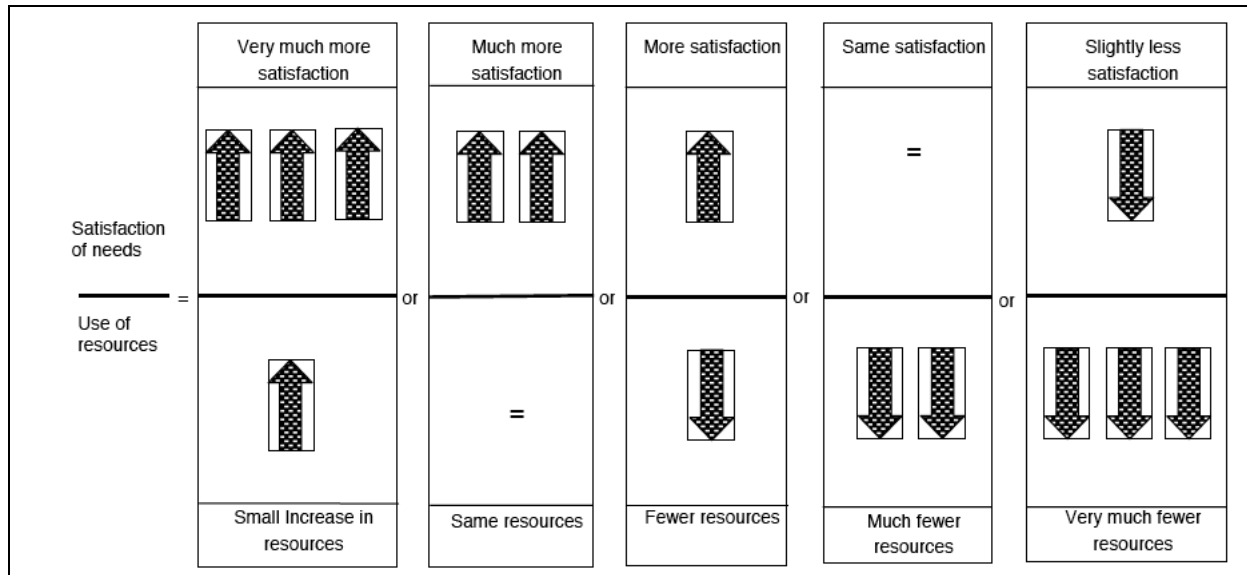 Very much more
satisfaction
Much more
satisfaction
More satisfaction
Same satisfaction
Slightly less
satisfaction
=
Satisfaction
of needs
=
or
or
or
or
Use of
resources
=
Small Increase in
resources
Same resources
Fewer resources
Much fewer
resources
Very much fewer
resources